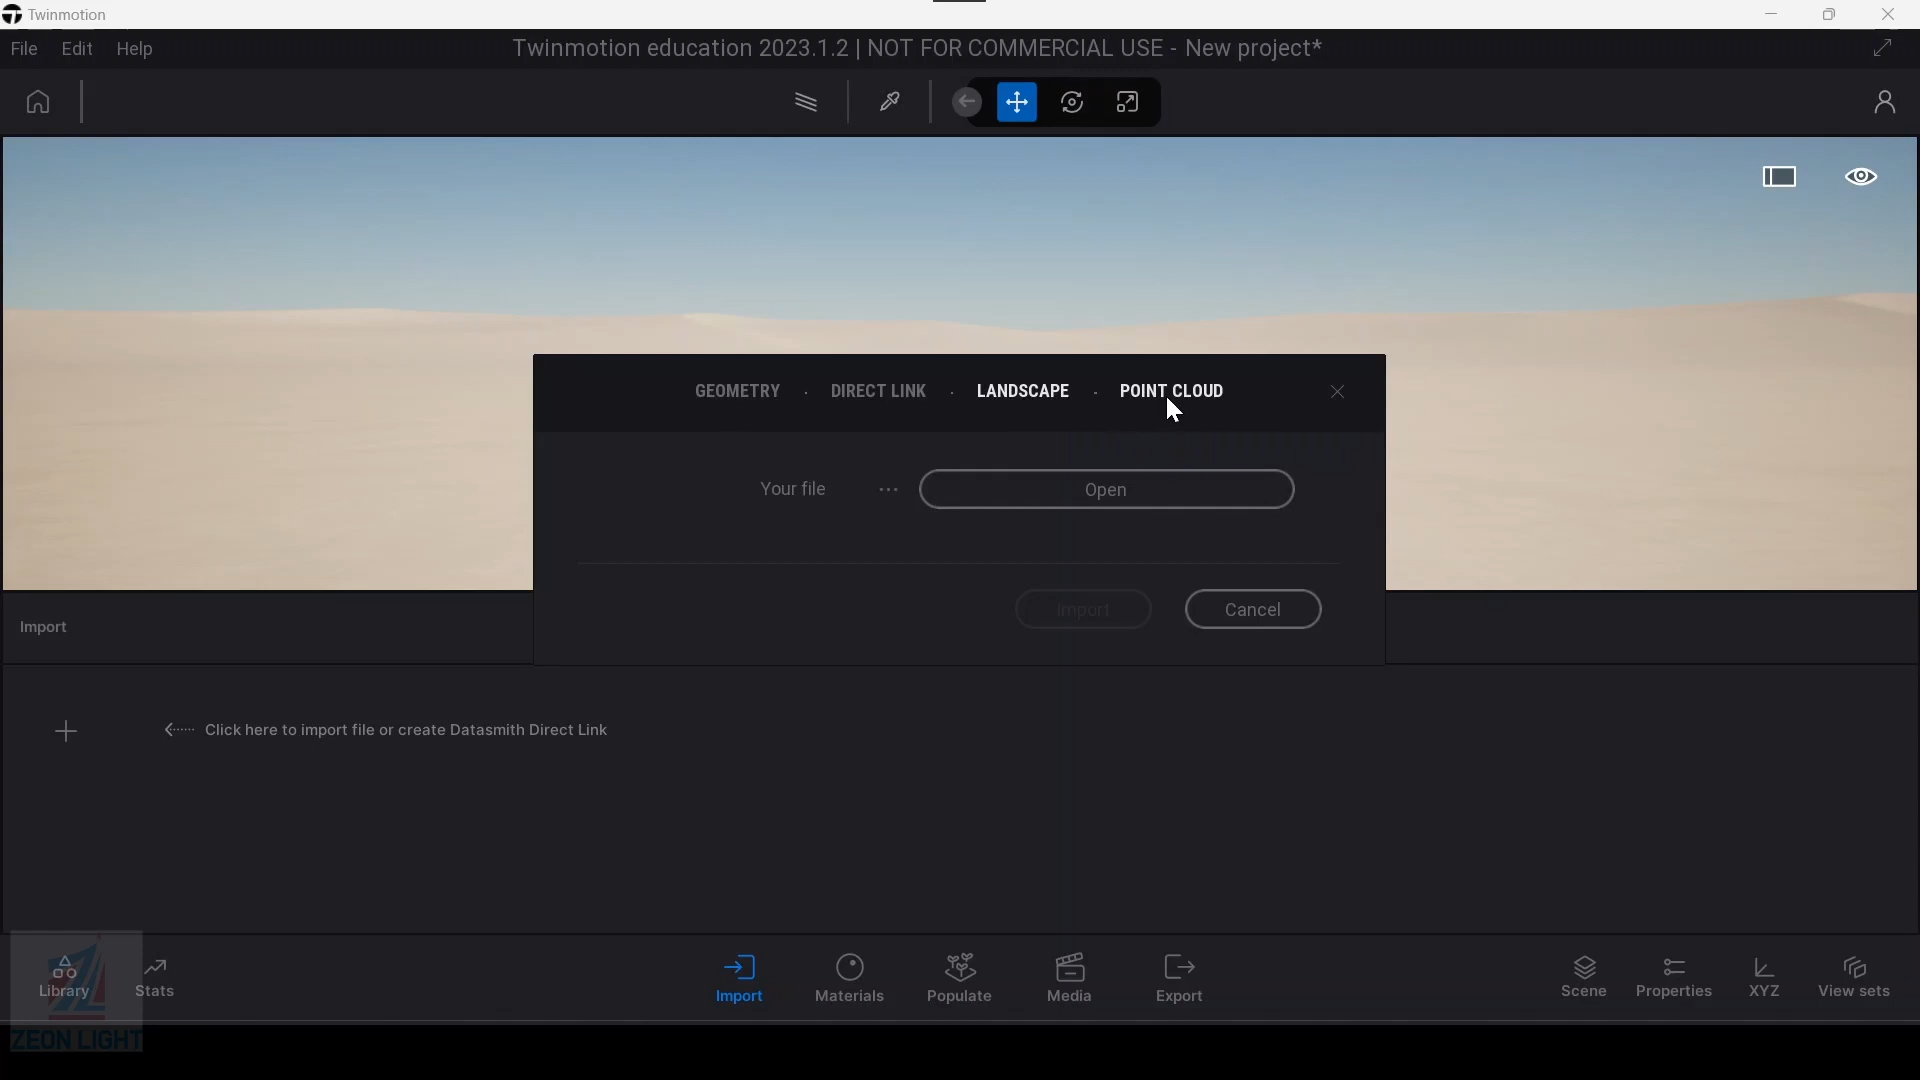 Twinmotion
File Edit Help
Twinmotion education 2023.1.2 | NOT FOR COMMERCIAL USE - New project*
GEOMETRY · DIRECT LINK · LANDSCAPE · POINT CLOUD
Your file ... Open
Import Cancel
Import
Click here to import file or create Datasmith Direct Link
Library Stats Import Materials Populate Media Export Scene Properties XYZ View sets
ZEON LIGHT